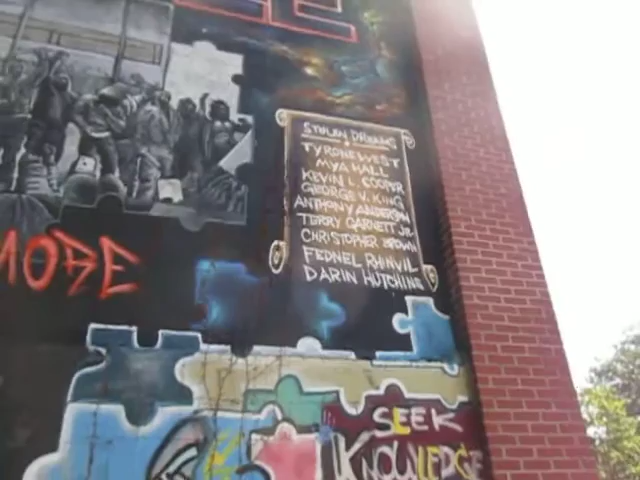 STOLEN DREAMS
TYRONE WEST
MYA HALL
KEVIN L. COOPER
GEORGE V. KING
ANTHONY ANDERSON
TERRY GARNETT JR
CHRISTOPHER BROWN
FEDNEL RHINVIL
DARIN HUTCHINS
MORE
SEEK
KNOWLEDGE